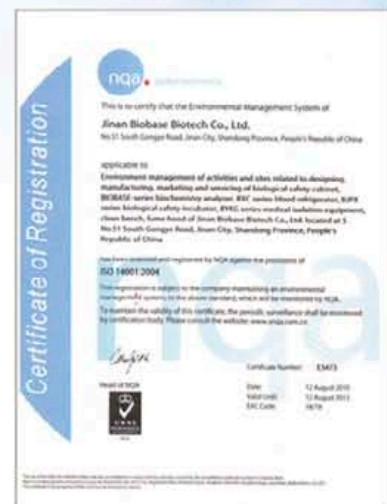 nqa.
This is to certify that the Environmental Management System of
Jinan Biobase Biotech Co., Ltd.
No.51 South Gongye Road, Jinan City, Shandong Province, People's Republic of China
applicable to
Environment management of activities and sites related to designing,
manufacturing, marketing and servicing of biological safety cabinet,
BIOBASE series biochemistry analyser, BXC series blood refrigerator,
series biological safety incubator, series medical isolation equipment,
clean bench, fume hood of Jinan Biobase Biotech Co., Ltd. located at
No.51 South Gongye Road, Jinan City, Shandong Province, People's
Republic of China
has been assessed and registered by NQA against the provisions of
ISO 14001:2004
This registration is subject to the company maintaining an environmental
management system, to the above standard, which will be monitored by NQA.
To maintain the validity of this certificate, the periodic surveillance shall be monitored
by certification body. Please consult the website: www.nqa.com.cn
nqa
Certificate Number: E3473
Head of NQA
Date: 12 August 2010
Valid Until: 12 August 2013
EAC Code:
UKAS
Certificate of Registration